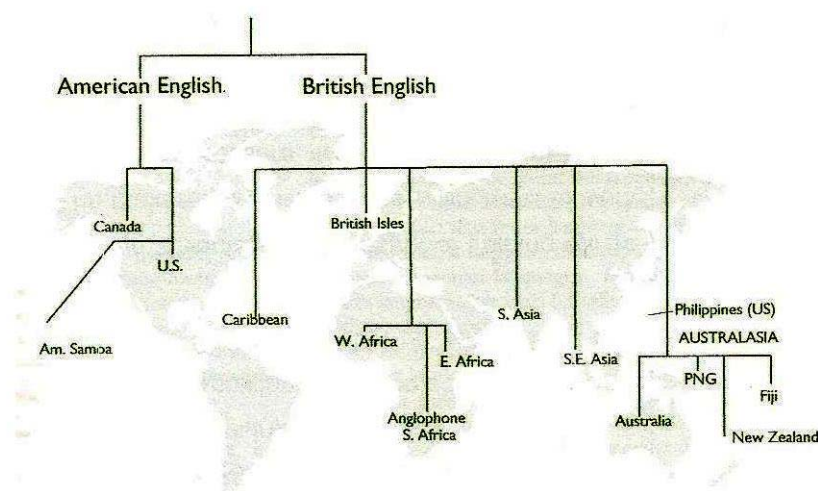 American English.
British English
Canada
U.S.
Am. Samoa
British Isles
Caribbean
W. Africa
E. Africa
Anglophone
S. Africa
S. Asia
S.E. Asia
Philippines (US)
AUSTRALASIA
PNG
Fiji
Australia
New Zealand